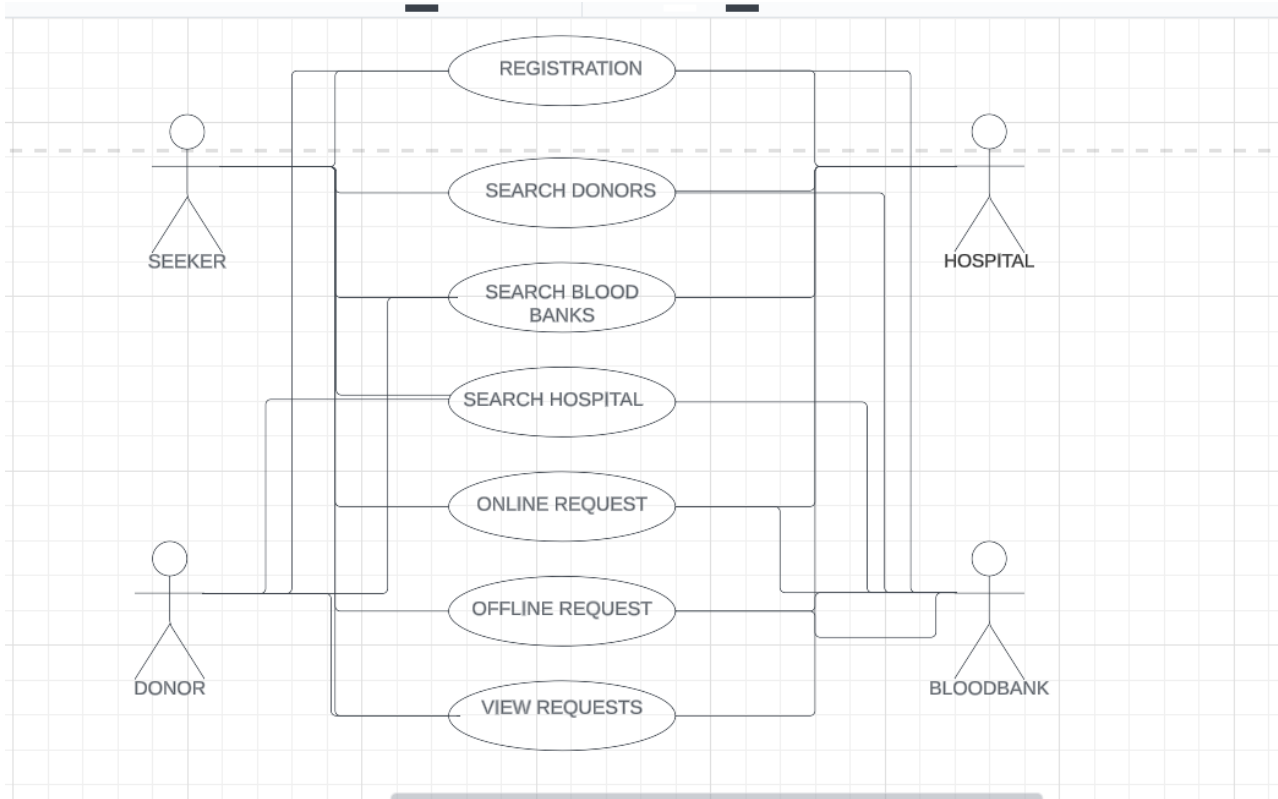 REGISTRATION
SEARCH DONORS
SEEKER
HOSPITAL
SEARCH BLOOD
BANKS
SEARCH HOSPITAL
ONLINE REQUEST
OFFLINE REQUEST
DONOR
BLOODBANK
VIEW REQUESTS